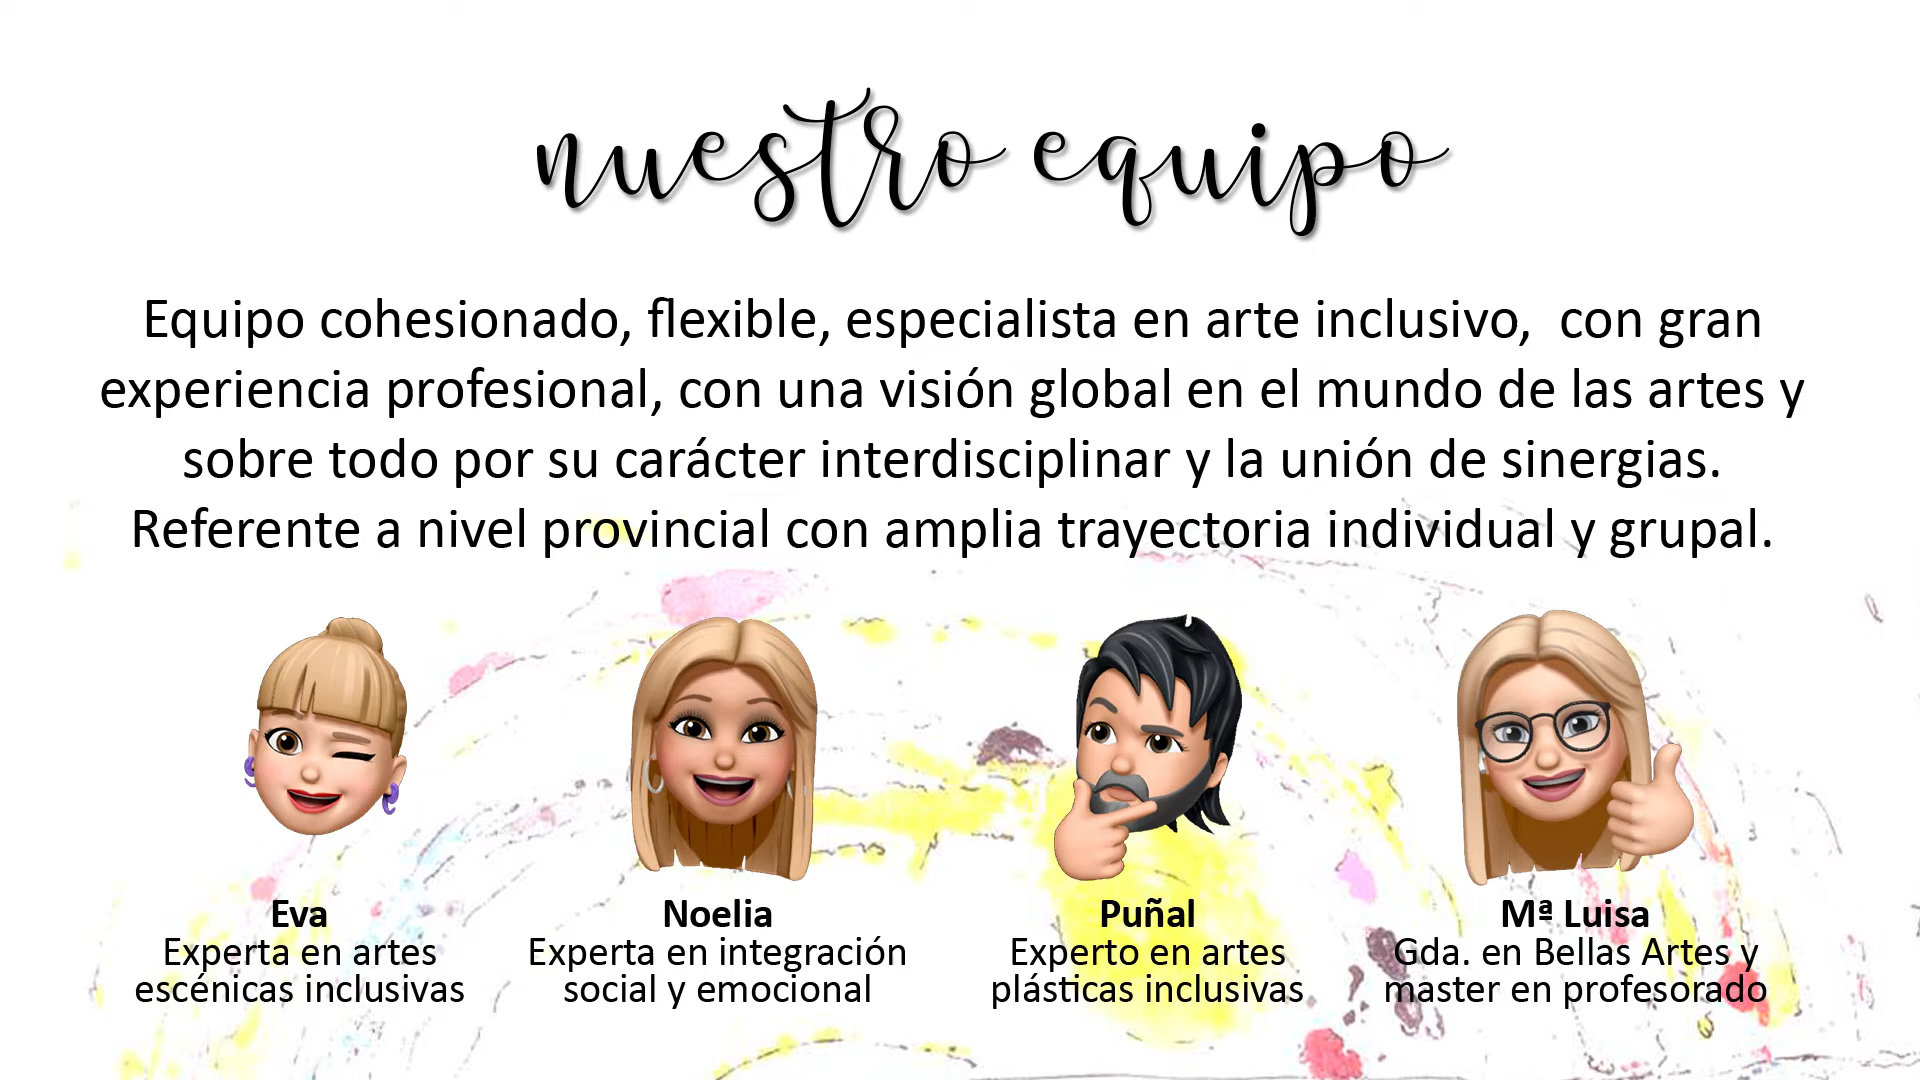 nuestro equipo
Equipo cohesionado, flexible, especialista en arte inclusivo,  con gran
experiencia profesional, con una visión global en el mundo de las artes y
sobre todo por su carácter interdisciplinar y la unión de sinergias.
Referente a nivel provincial con amplia trayectoria individual y grupal.
Eva
Experta en artes
escénicas inclusivas
Noelia
Experta en integración
social y emocional
Puñal
Experto en artes
plásticas inclusivas
Mª Luisa
Gda. en Bellas Artes y
master en profesorado